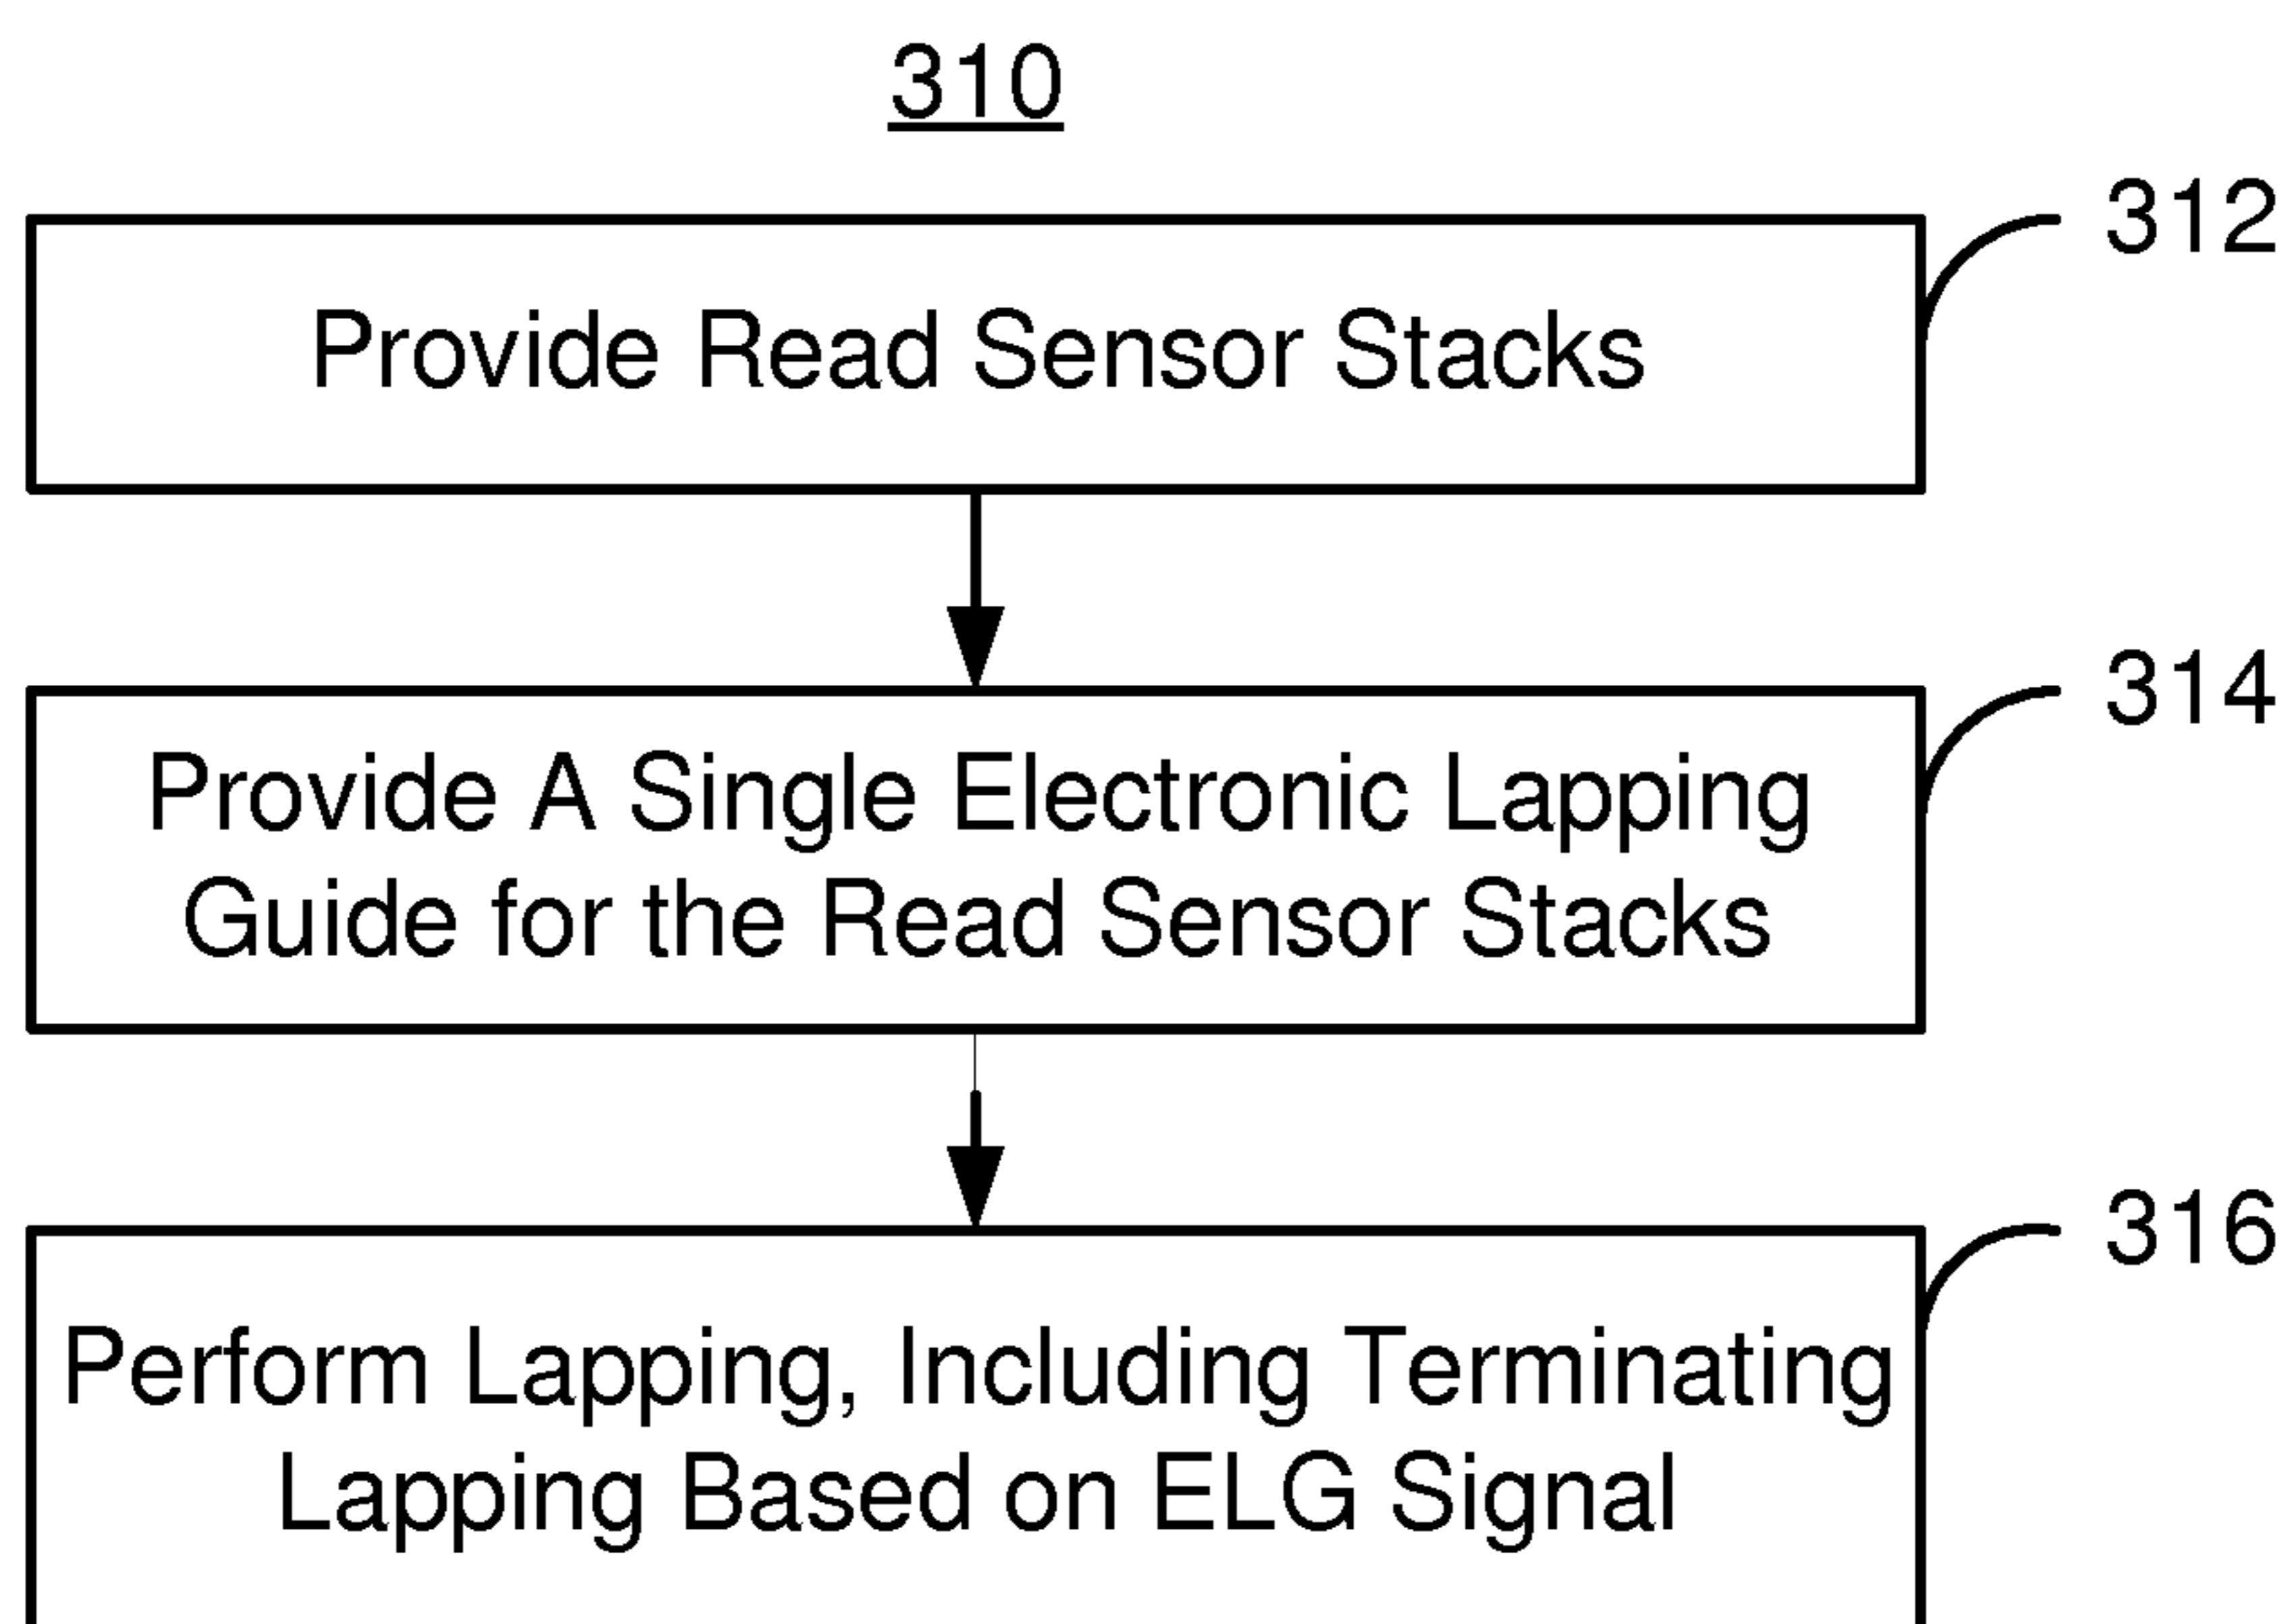 310
312
Provide Read Sensor Stacks
314
Provide A Single Electronic Lapping
Guide for the Read Sensor Stacks
316
Perform Lapping, Including Terminating
Lapping Based on ELG Signal